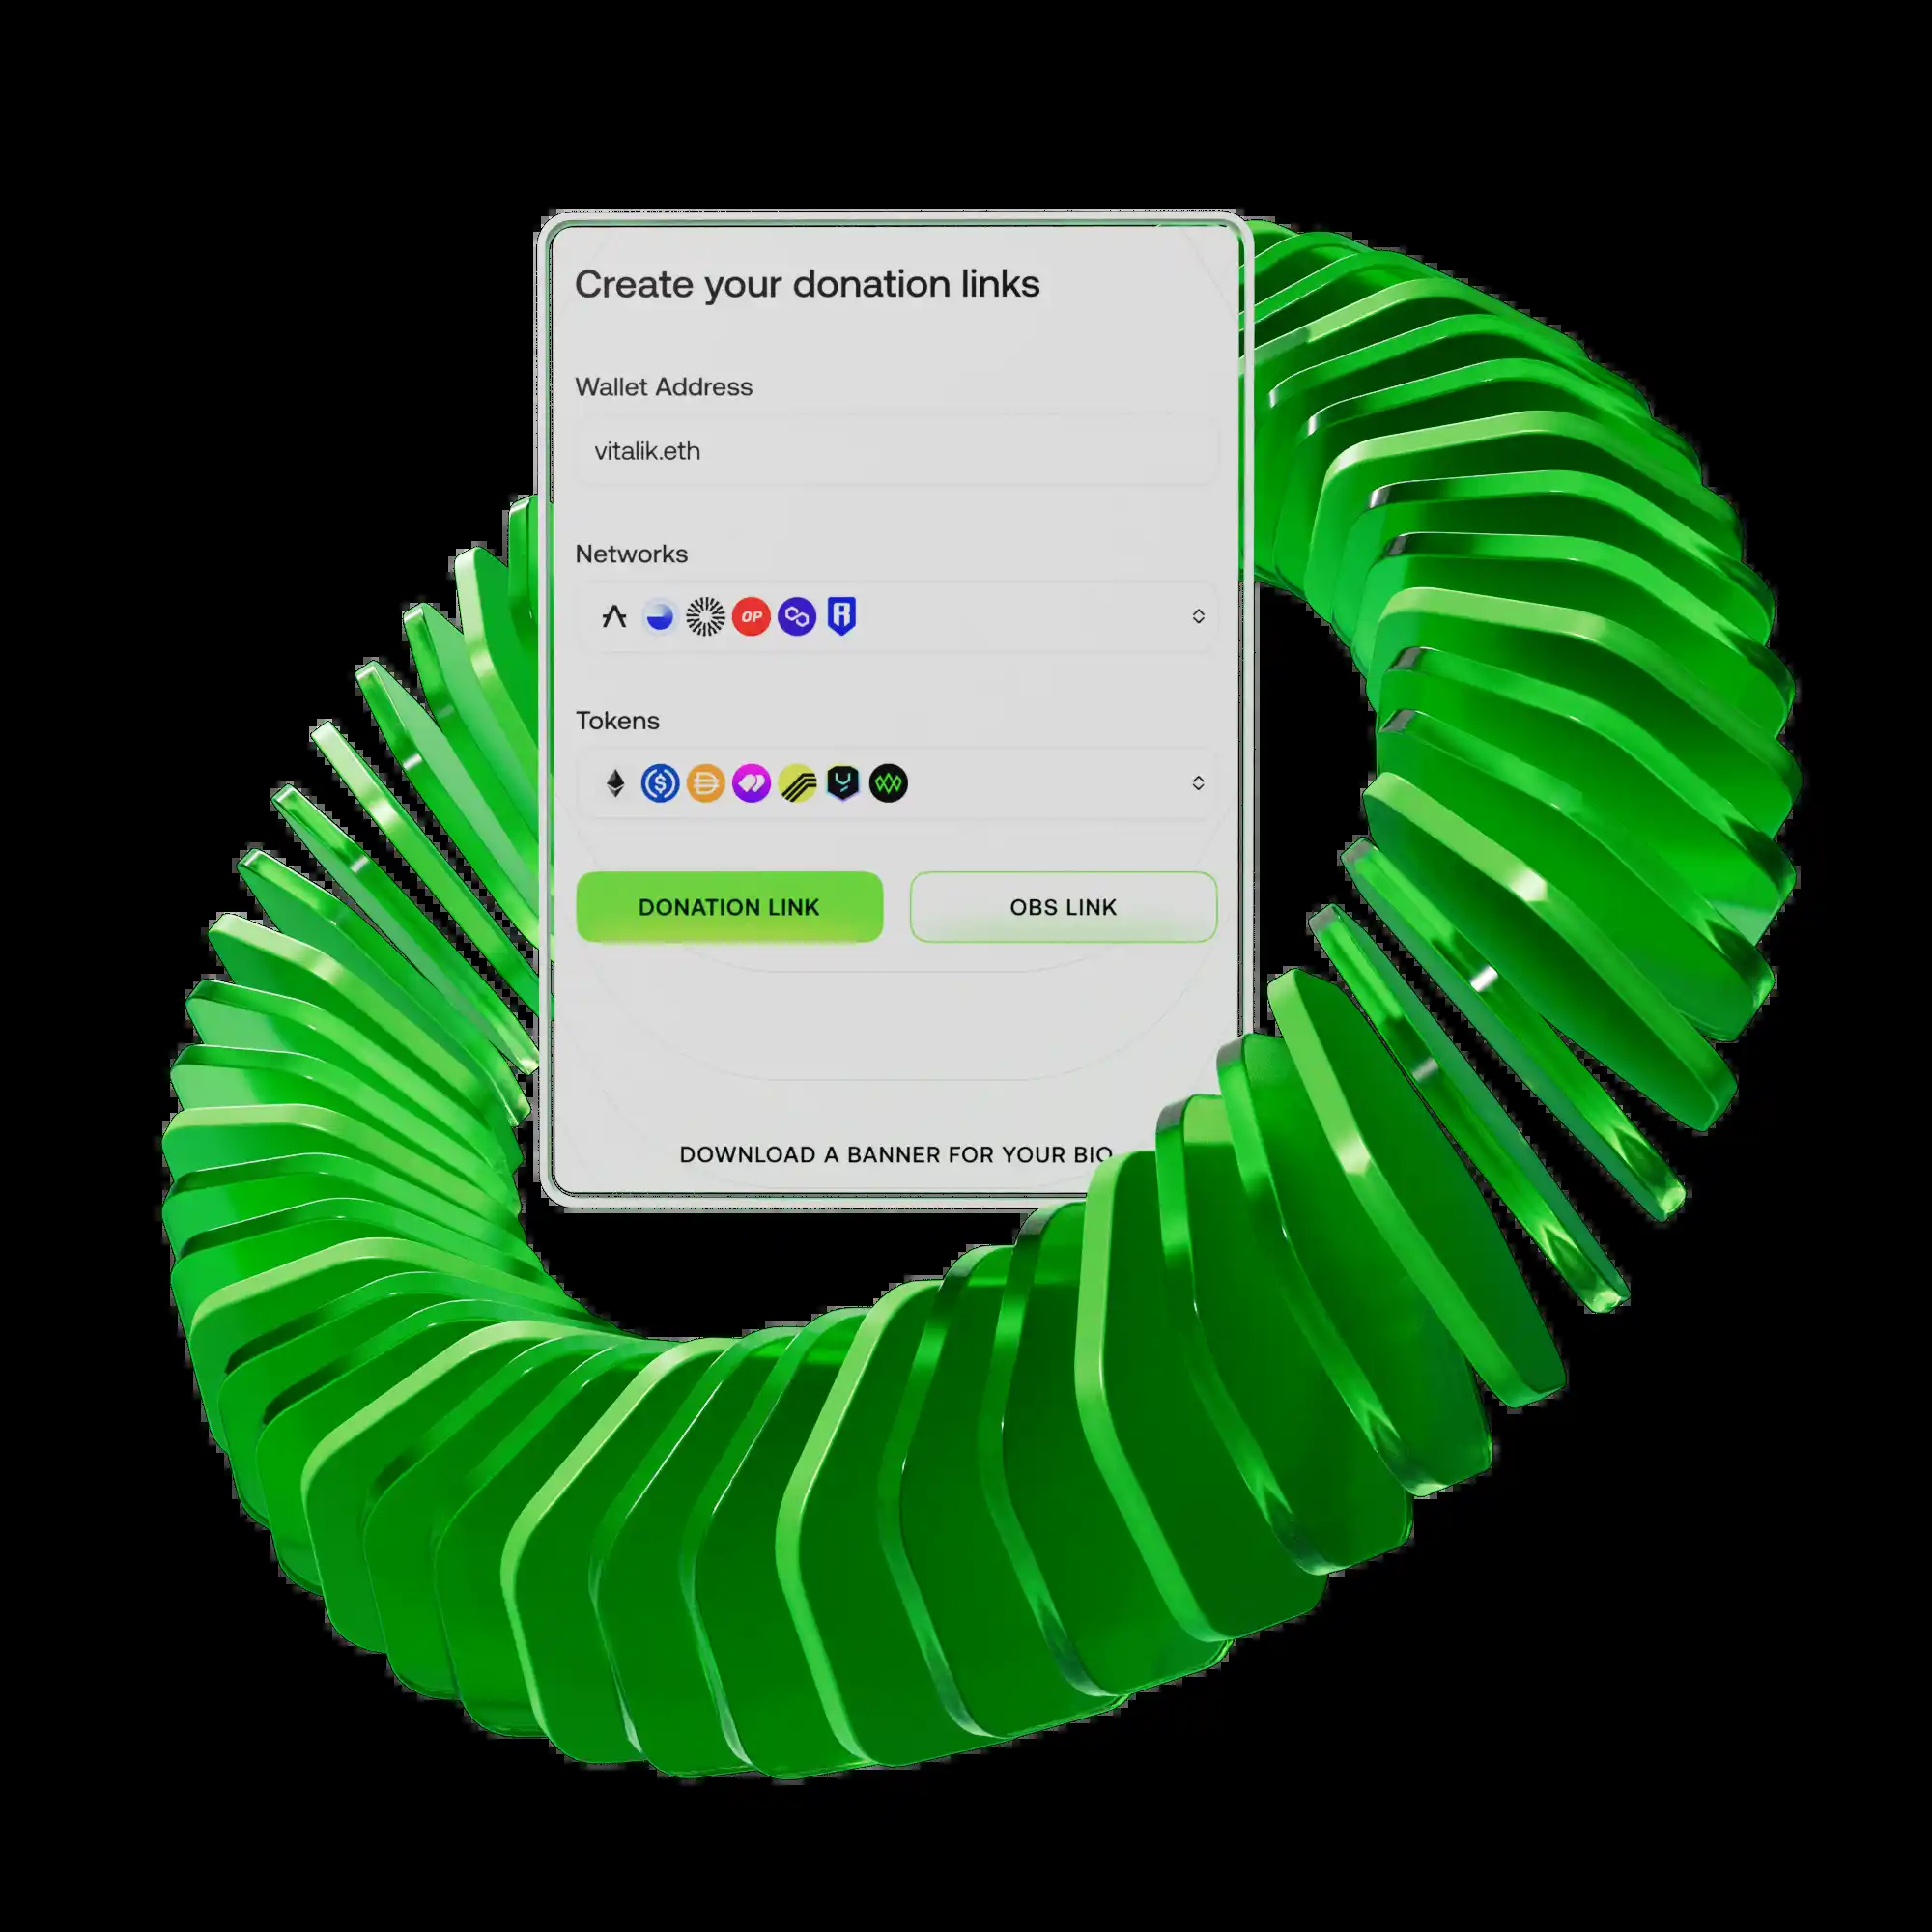 Create your donation links
Wallet Address
vitalik.eth
Networks
OP
R
Tokens
DONATION LINK
OBS LINK
DOWNLOAD A BANNER FOR YOUR BIO